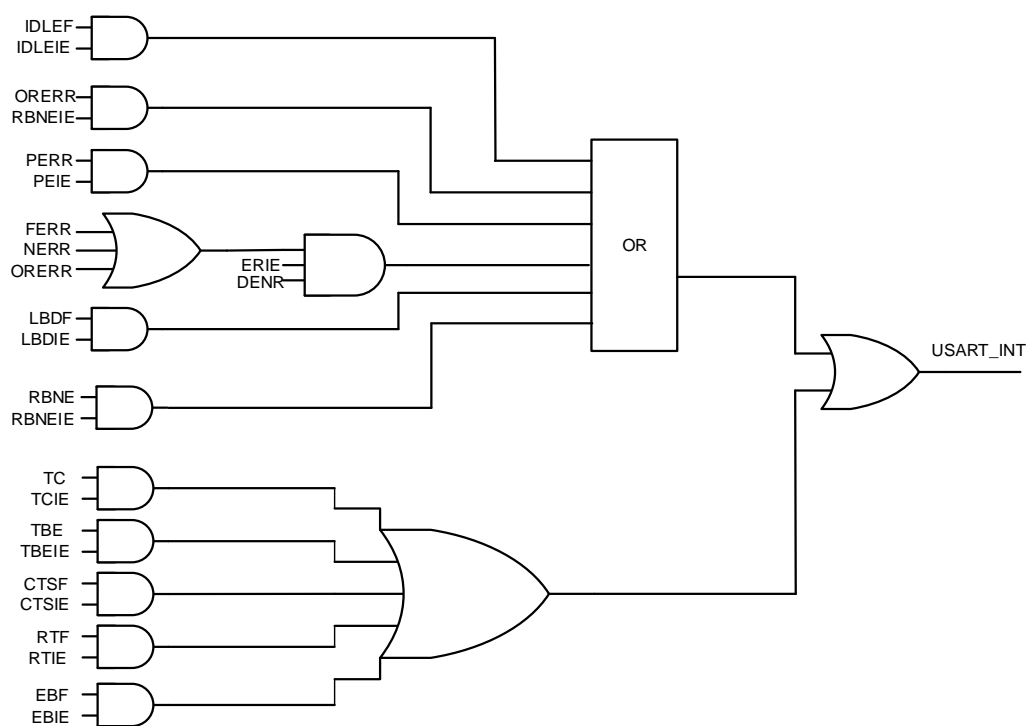 IDLEF
IDLEIE
ORERR
RBNEIE
PERR
PEIE
FERR
NERR
ORERR
ERIE
DENR
OR
LBDF
LBDIE
USART_INT
RBNE
RBNEIE
TC
TCIE
TBE
TBEIE
CTSF
CTSIE
RTF
RTIE
EBF
EBIE